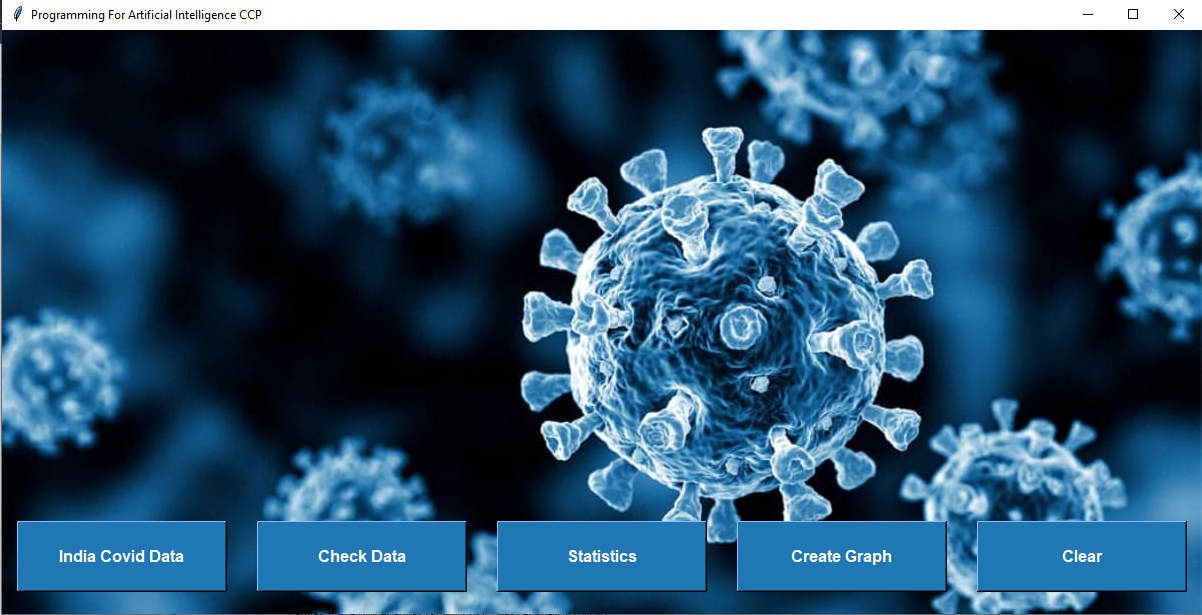 Programming For Artificial Intelligence CCP
India Covid Data
Check Data
Statistics
Create Graph
Clear